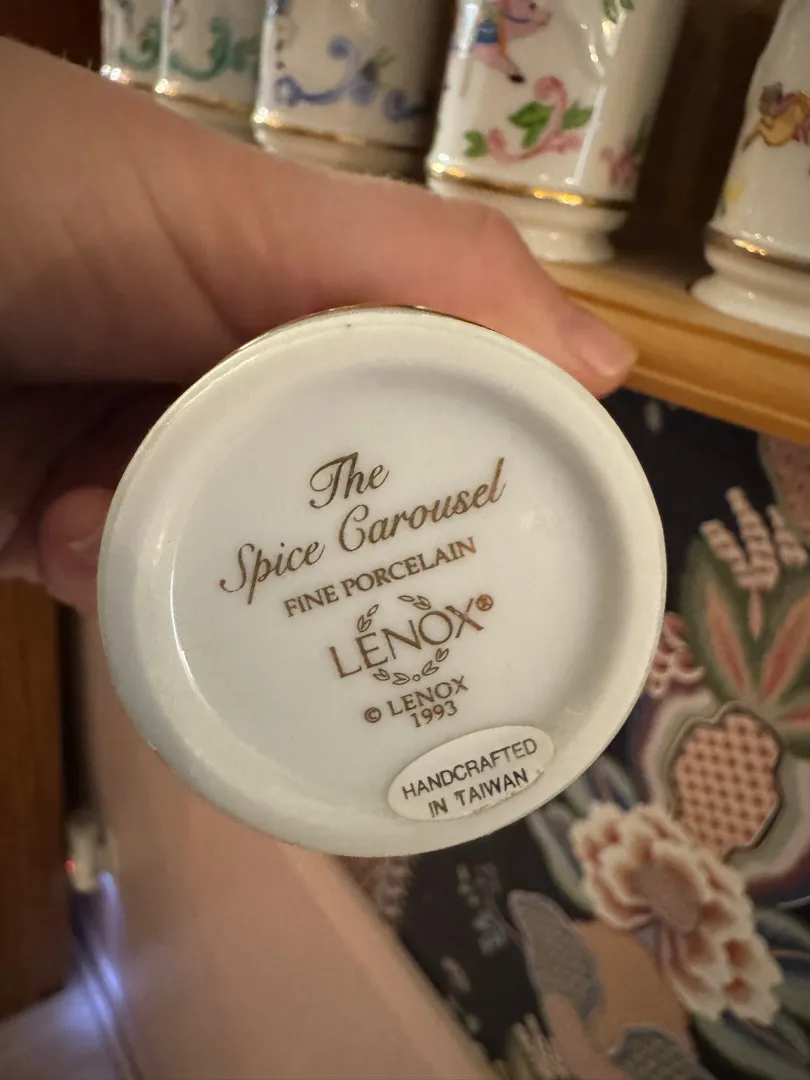 The
Spice Carousel
FINE PORCELAIN
LENOX®
© LENOX
1993
HANDCRAFTED
IN TAIWAN